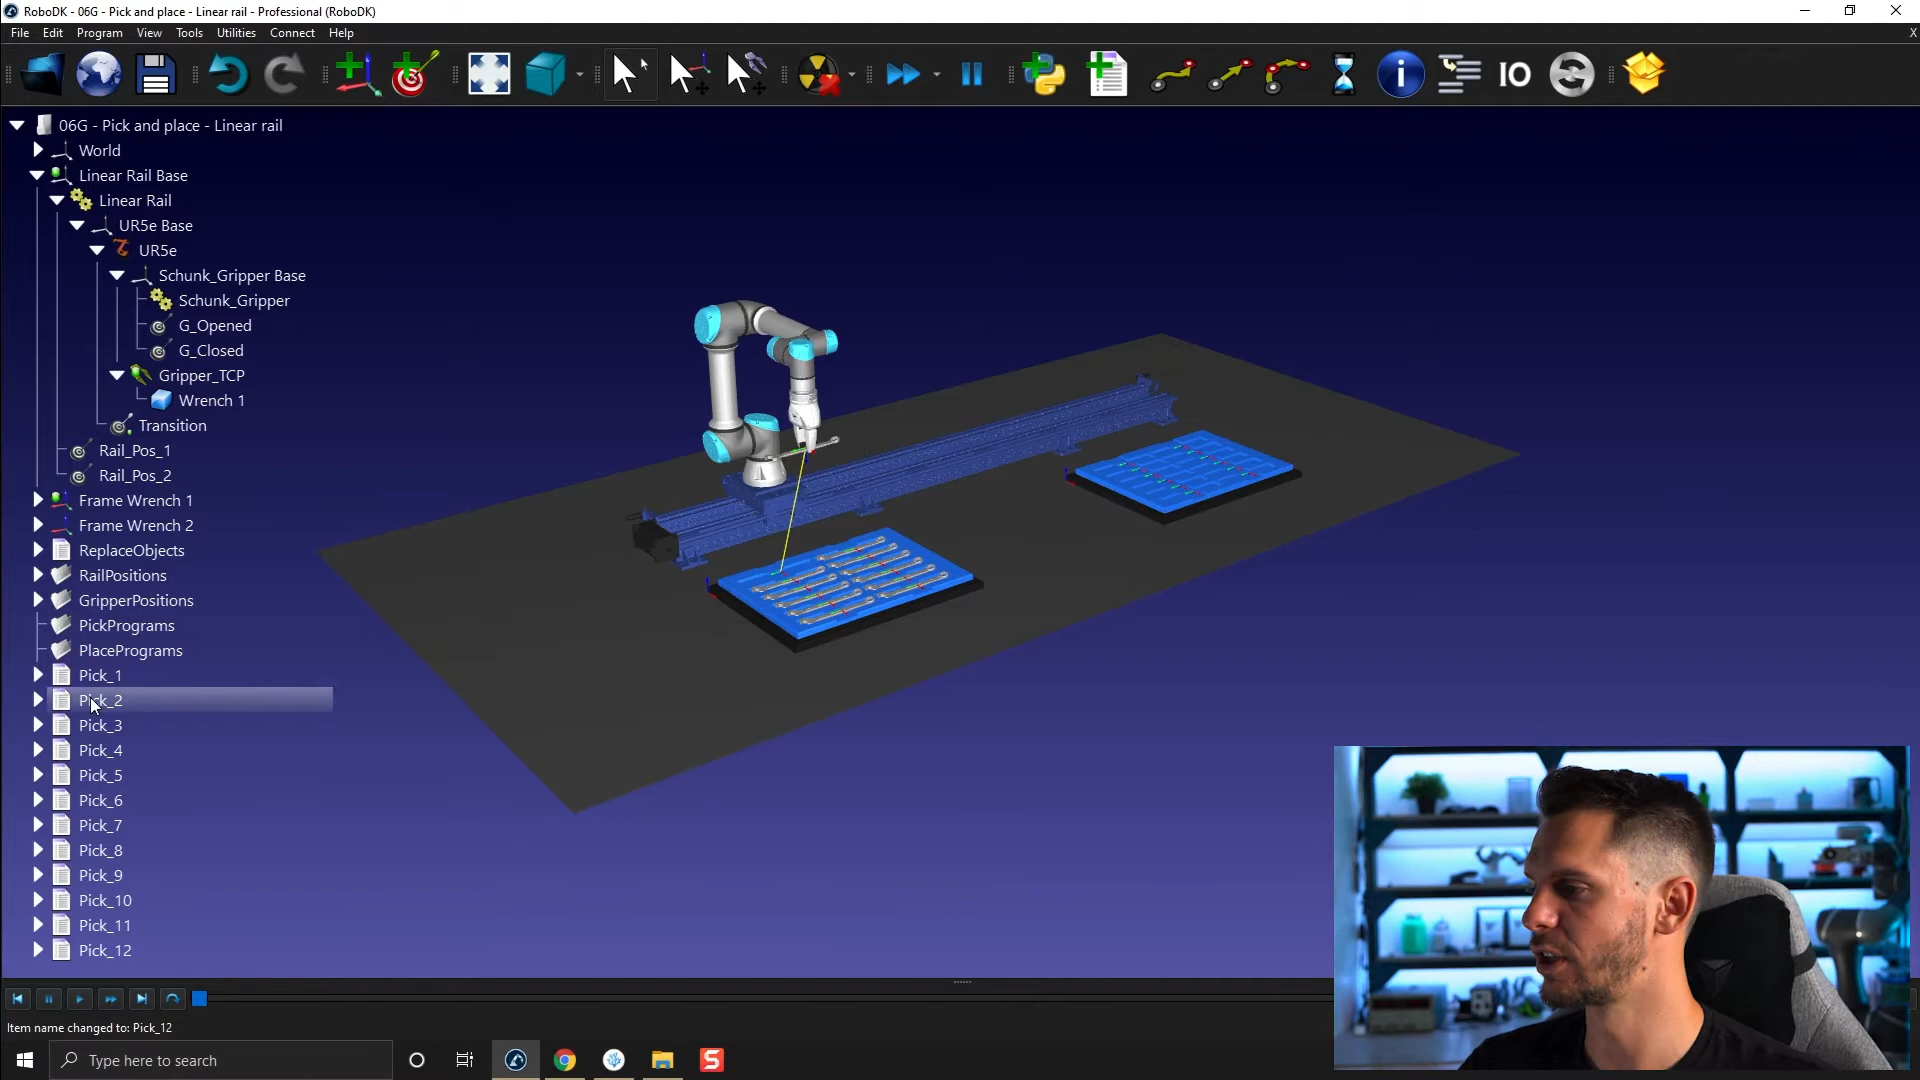 RoboDK - 06G - Pick and place - Linear rail - Professional (RoboDK)
File Edit Program View Tools Utilities Connect Help
X
IO
06G - Pick and place - Linear rail
World
Linear Rail Base
Linear Rail
UR5e Base
UR5e
Schunk_Gripper Base
Schunk_Gripper
G_Opened
G_Closed
Gripper_TCP
Wrench 1
Transition
Rail_Pos_1
Rail_Pos_2
Frame Wrench 1
Frame Wrench 2
ReplaceObjects
RailPositions
GripperPositions
PickPrograms
PlacePrograms
Pick_1
Pick_2
Pick_3
Pick_4
Pick_5
Pick_6
Pick_7
Pick_8
Pick_9
Pick_10
Pick_11
Pick_12
Item name changed to: Pick_12
Type here to search
S